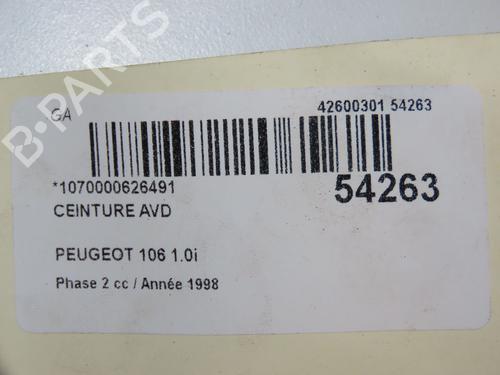 B-PARTS
GA
42600301 54263
*1070000626491
54263
CEINTURE AVD
PEUGEOT 106 1.0i
Phase 2 cc / Année 1998